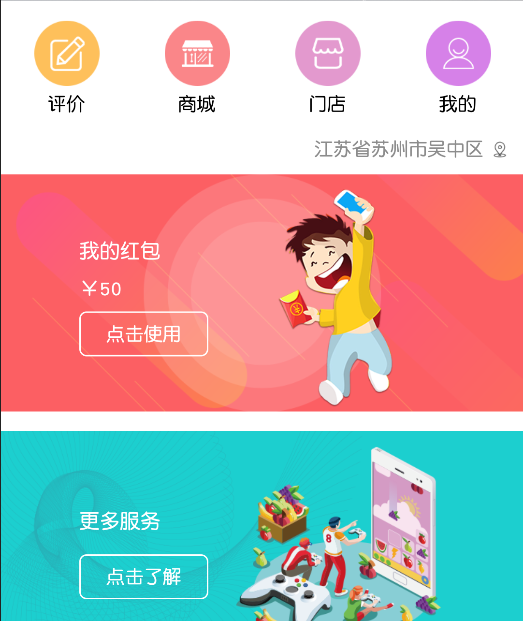 评价
商城
门店
我的
江苏省苏州市吴中区
我的红包
￥50
点击使用
更多服务
点击了解